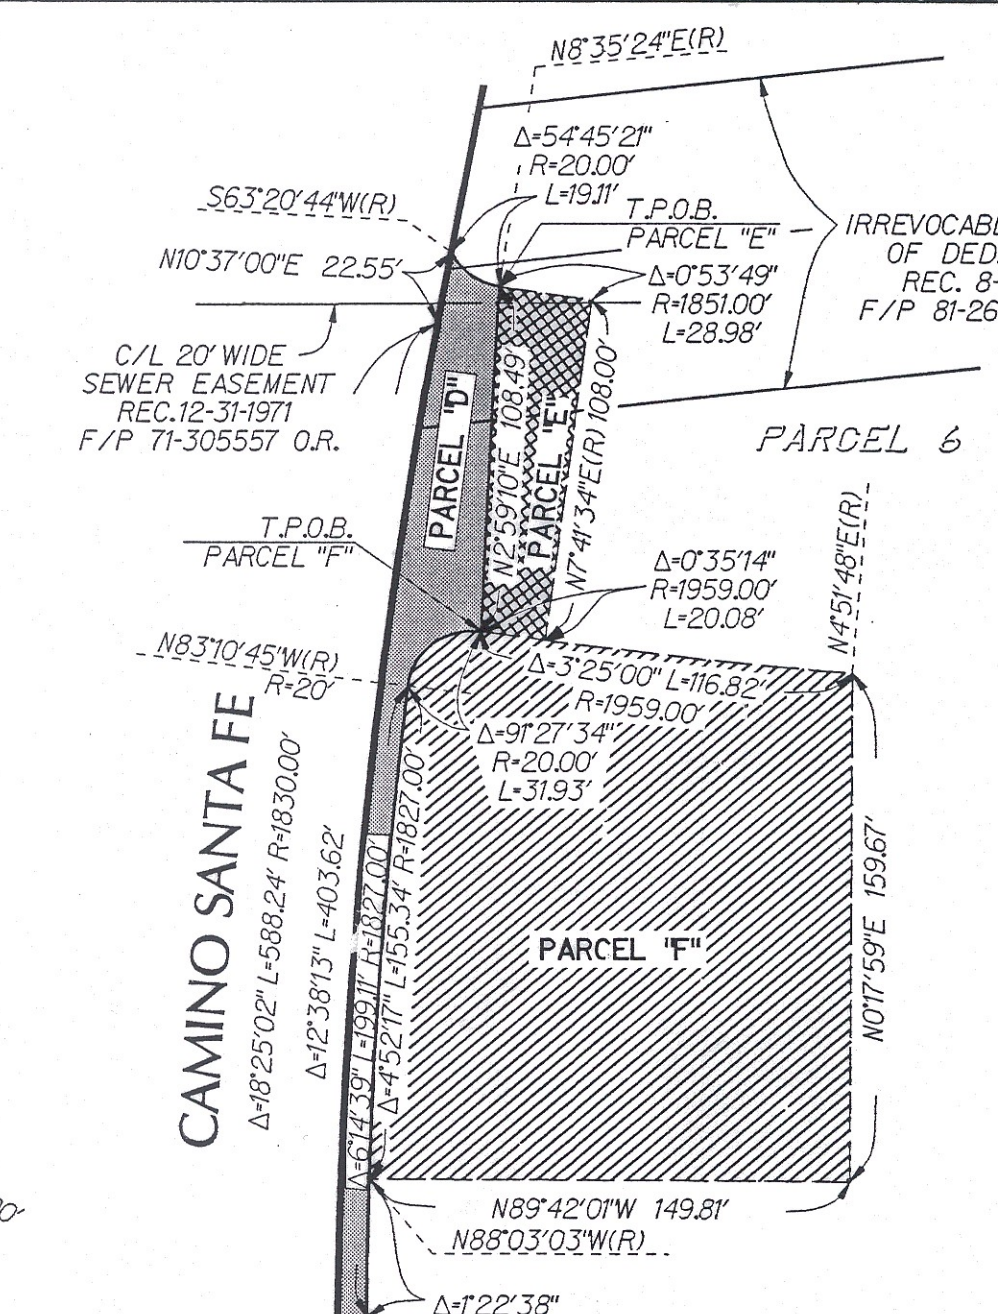 N8°35'24"E(R)
Δ=54°45'21"
R=20.00'
L=19.11'
S63°20'44"W(R)
T.P.O.B.
PARCEL "E"
N10°37'00"E 22.55'
Δ=0°53'49"
R=1851.00'
L=28.98'
IRREVOCABL
OF DED.
REC. 8-
F/P 81-26
C/L 20' WIDE
SEWER EASEMENT
REC.12-31-1971
F/P 71-305557 O.R.
PARCEL "D"
N2°59'10"E 108.49'
PARCEL "E"
N7°41'34"E(R) 108.00'
PARCEL 6
T.P.O.B.
PARCEL "F"
Δ=0°35'14"
R=1959.00'
L=20.08'
N4°51'48"E(R)
N83°10'45"W(R)
R=20'
Δ=3°25'00" L=116.82'
R=1959.00'
Δ=91°27'34"
R=20.00'
L=31.93'
CAMINO SANTA FE
Δ=18°25'02" L=588.24' R=1830.00'
Δ=12°38'13" L=403.62'
Δ=6°14'39" L=199.11' R=1827.00'
Δ=4°52'17" L=155.34' R=1827.00'
PARCEL "F"
N0°17'59"E 159.67'
N89°42'01"W 149.81'
N88°03'03"W(R)
Δ=1°22'38"